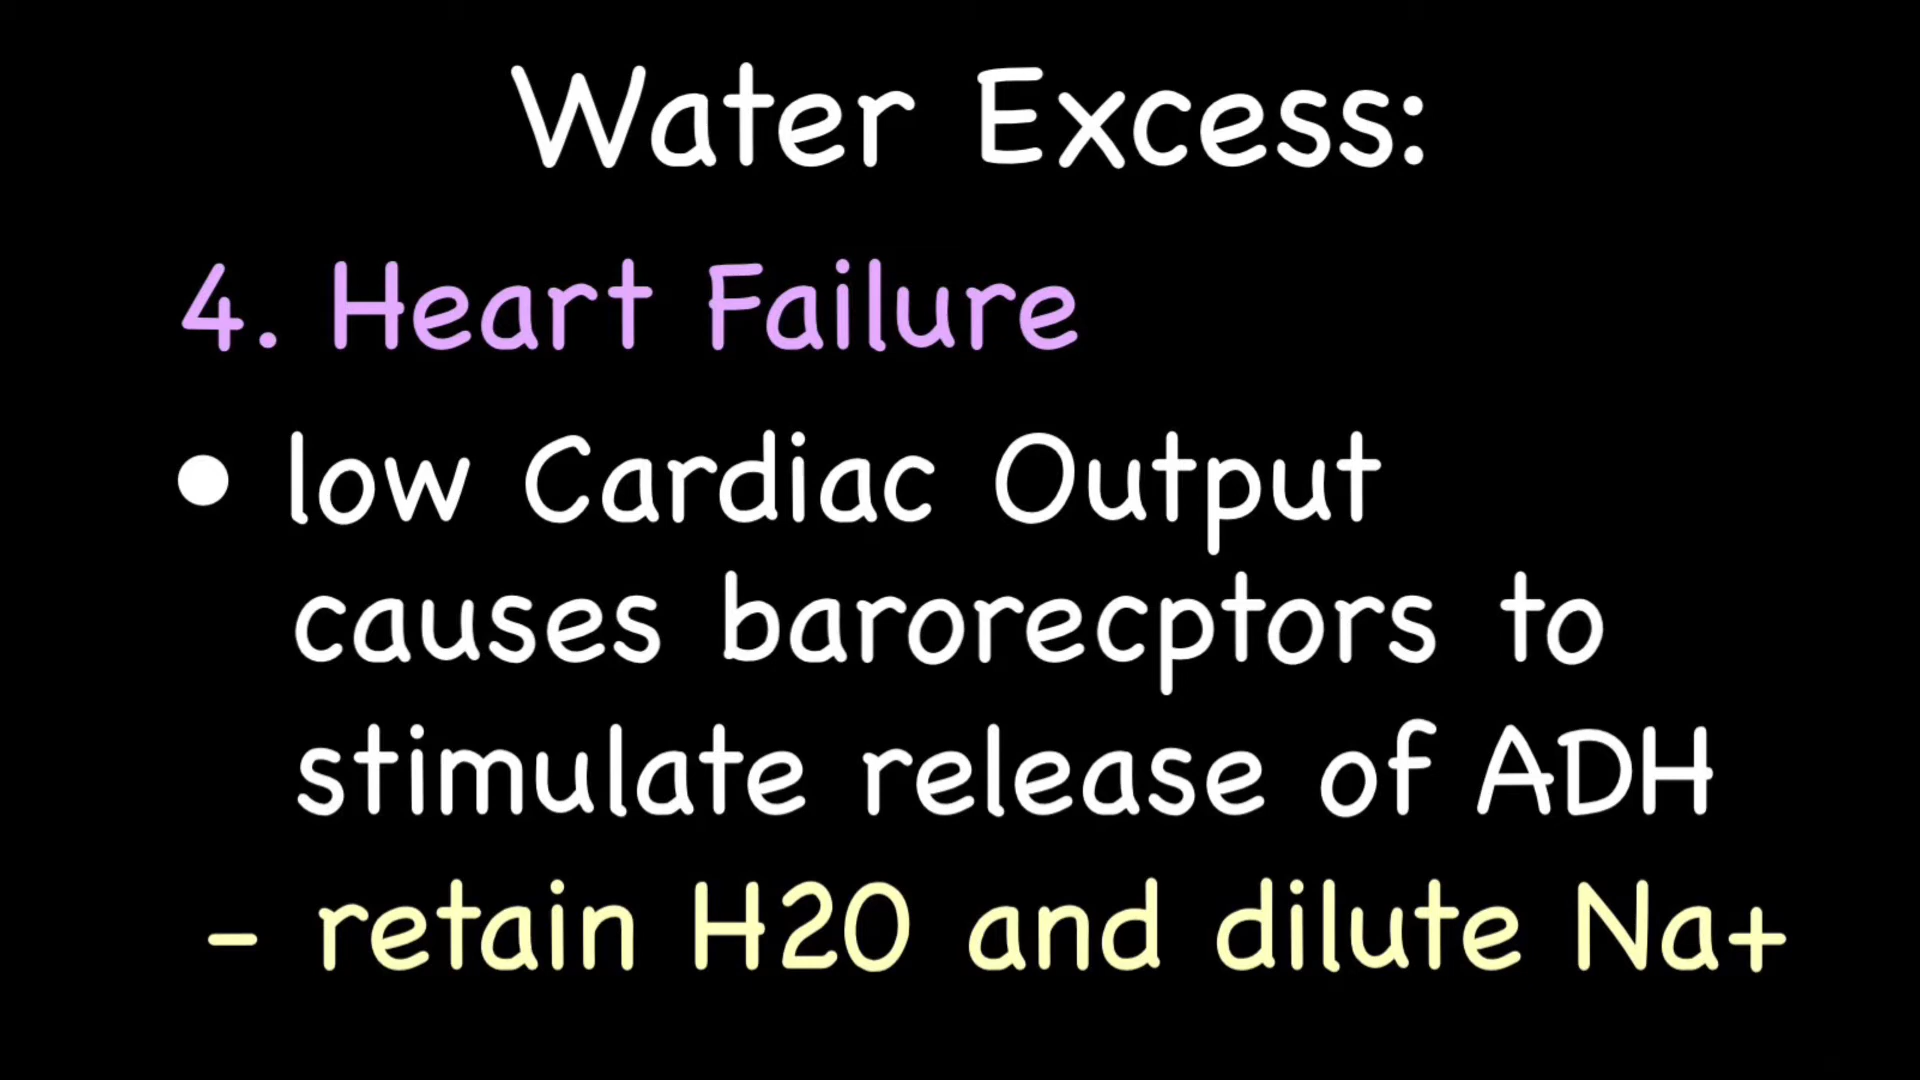 Water Excess:
4. Heart Failure
• low Cardiac Output
causes barorecptors to
stimulate release of ADH
- retain H20 and dilute Na+